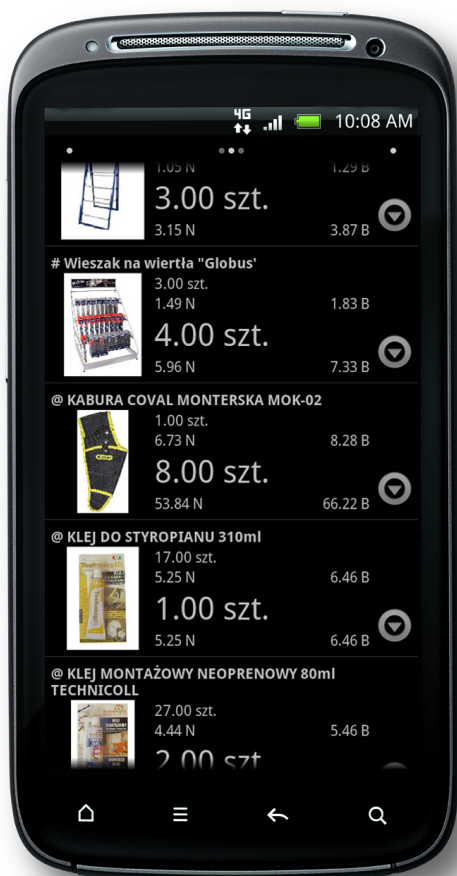 4G 10:08 AM
1.05 N 1.29 B
3.00 szt.
3.15 N 3.87 B
# Wieszak na wiertła "Globus'
3.00 szt.
1.49 N 1.83 B
4.00 szt.
5.96 N 7.33 B
@ KABURA COVAL MONTERSKA MOK-02
1.00 szt.
6.73 N 8.28 B
8.00 szt.
53.84 N 66.22 B
@ KLEJ DO STYROPIANU 310ml
17.00 szt.
5.25 N 6.46 B
1.00 szt.
5.25 N 6.46 B
@ KLEJ MONTAŻOWY NEOPRENOWY 80ml
TECHNICOLL
27.00 szt.
4.44 N 5.46 B
2.00 szt.